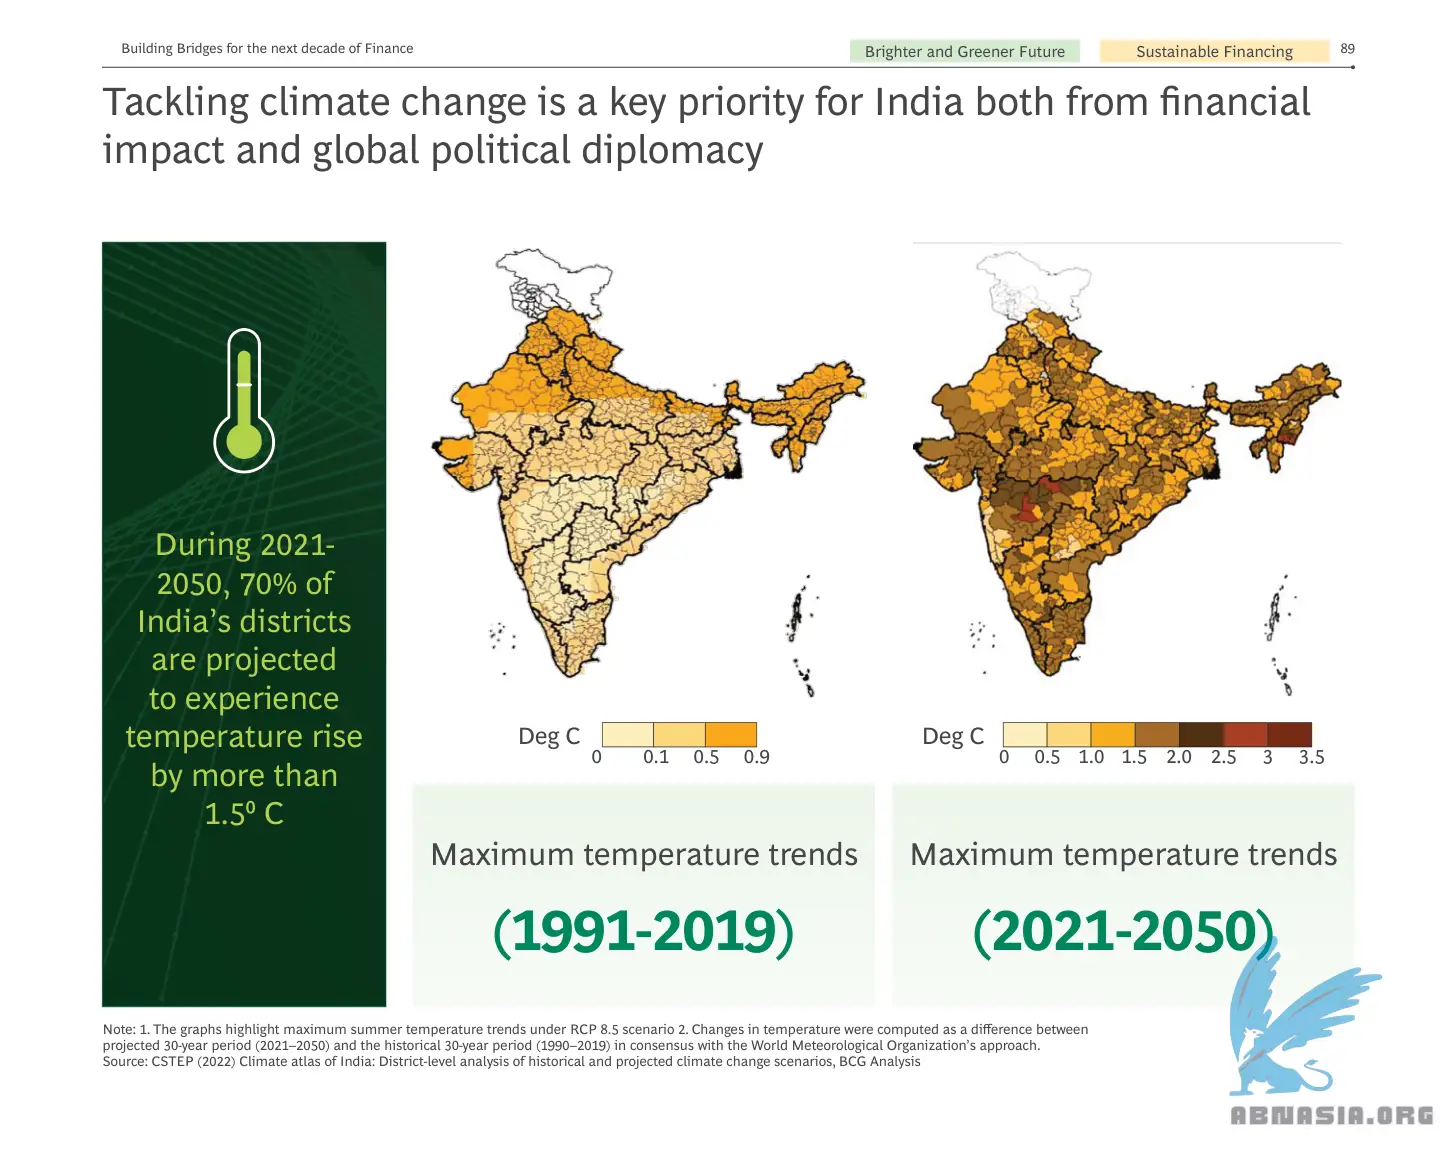 Building Bridges for the next decade of Finance
Brighter and Greener Future
Sustainable Financing
89
Tackling climate change is a key priority for India both from financial
impact and global political diplomacy
During 2021-
2050, 70% of
India’s districts
are projected
to experience
temperature rise
by more than
1.5⁰ C
Deg C
0 0.1 0.5 0.9
Deg C
0 0.5 1.0 1.5 2.0 2.5 3 3.5
Maximum temperature trends
(1991-2019)
Maximum temperature trends
(2021-2050)
Note: 1. The graphs highlight maximum summer temperature trends under RCP 8.5 scenario 2. Changes in temperature were computed as a difference between
projected 30-year period (2021–2050) and the historical 30-year period (1990–2019) in consensus with the World Meteorological Organization’s approach.
Source: CSTEP (2022) Climate atlas of India: District-level analysis of historical and projected climate change scenarios, BCG Analysis
ABNASIA.ORG